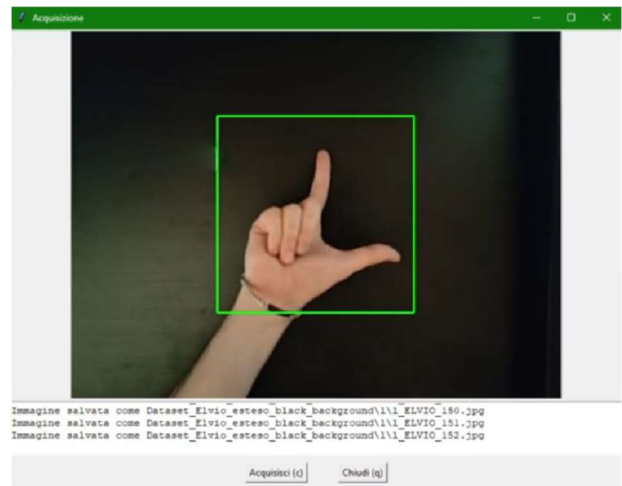 Acquisizione
Immagine salvata come Dataset_Elvio_esteso_black_background\l\l_ELVIO_150.jpg
Immagine salvata come Dataset_Elvio_esteso_black_background\l\l_ELVIO_151.jpg
Immagine salvata come Dataset_Elvio_esteso_black_background\l\l_ELVIO_152.jpg
Acquisisci (c)
Chiudi (q)